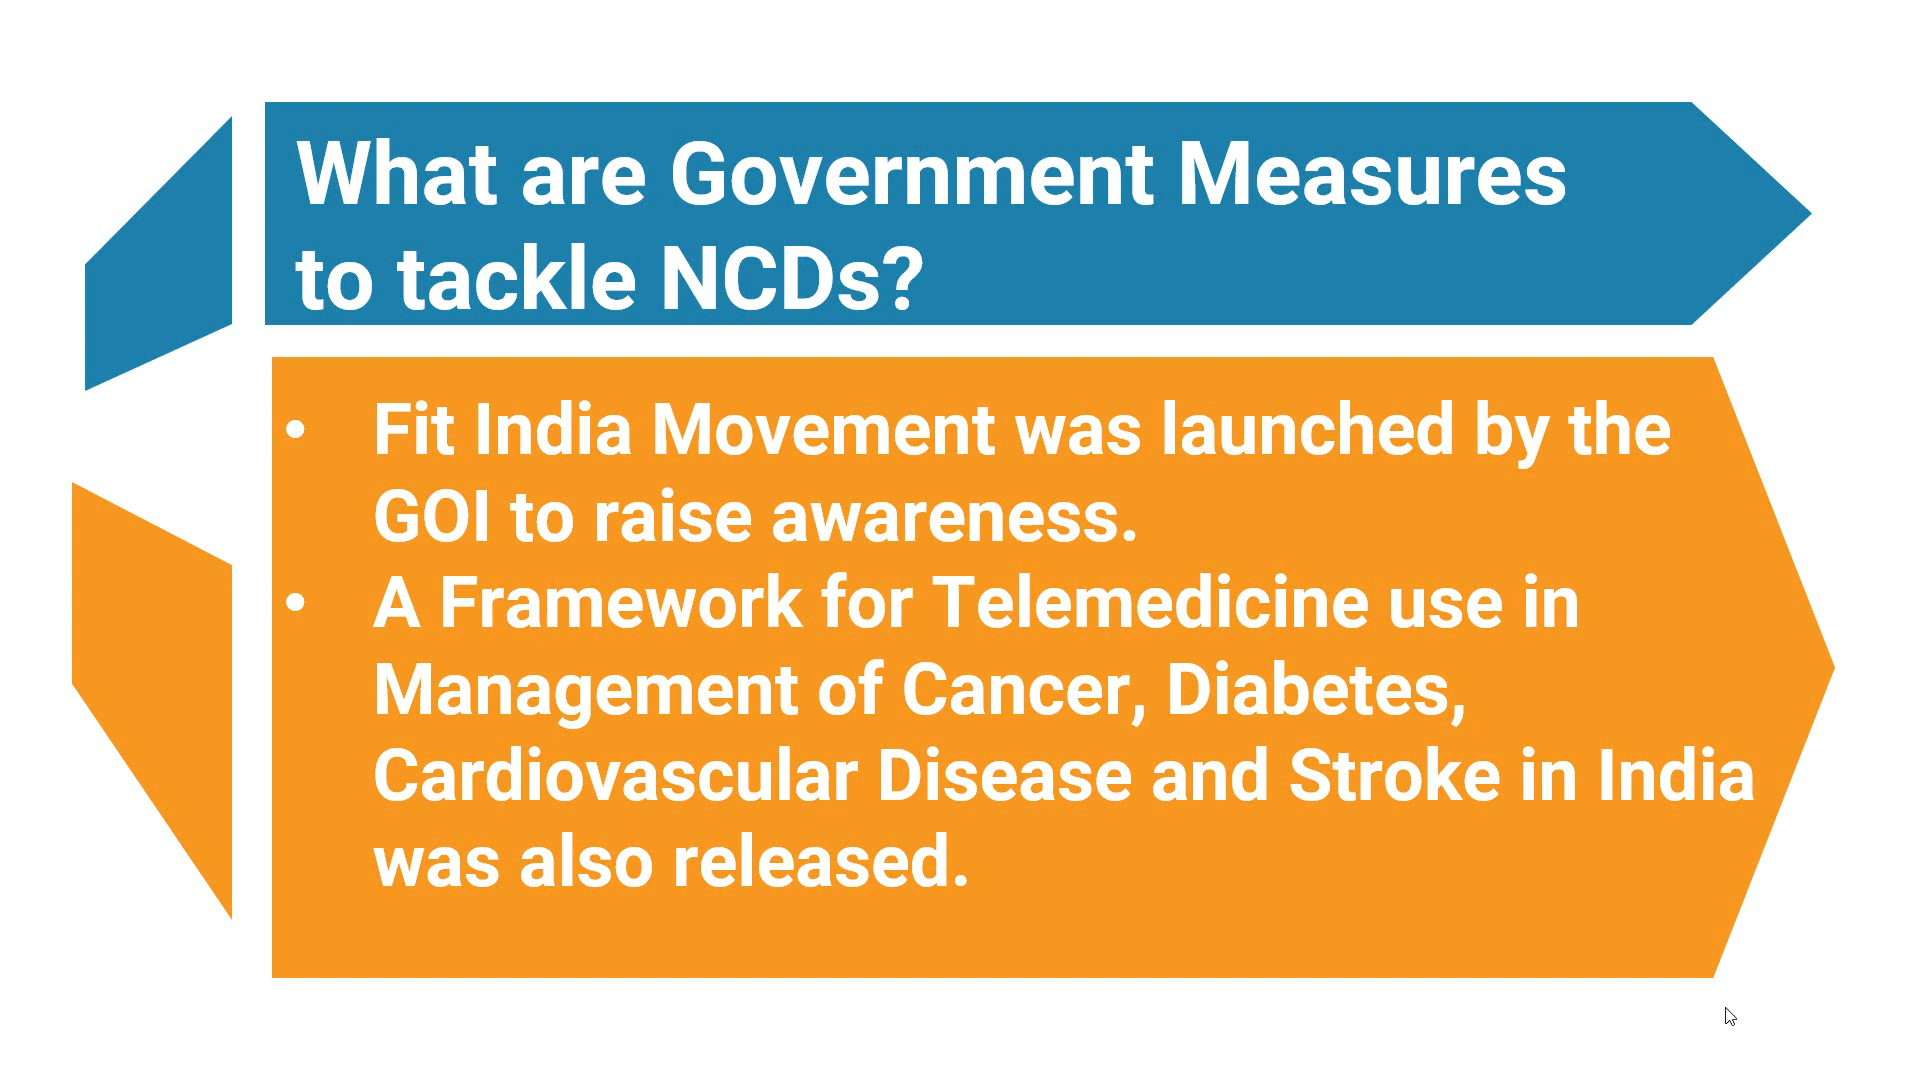 What are Government Measures
to tackle NCDs?
• Fit India Movement was launched by the
GOI to raise awareness.
• A Framework for Telemedicine use in
Management of Cancer, Diabetes,
Cardiovascular Disease and Stroke in India
was also released.